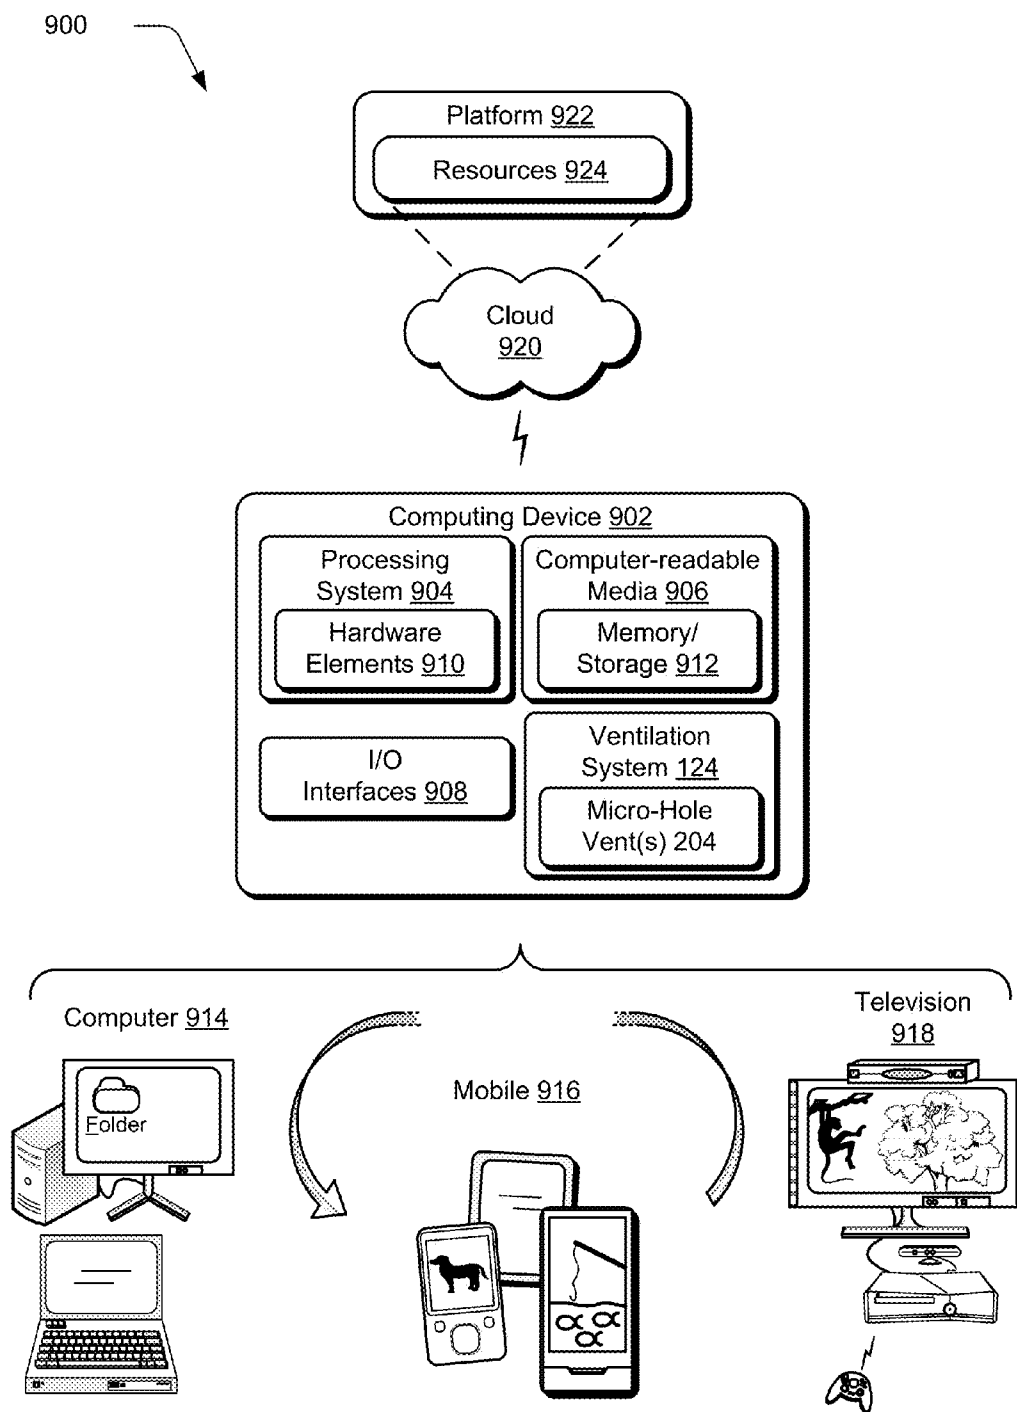 900
Platform 922
Resources 924
Cloud
920
Computing Device 902
Processing
System 904
Hardware
Elements 910
Computer-readable
Media 906
Memory/
Storage 912
I/O
Interfaces 908
Ventilation
System 124
Micro-Hole
Vent(s) 204
Computer 914
Folder
Mobile 916
Television
918